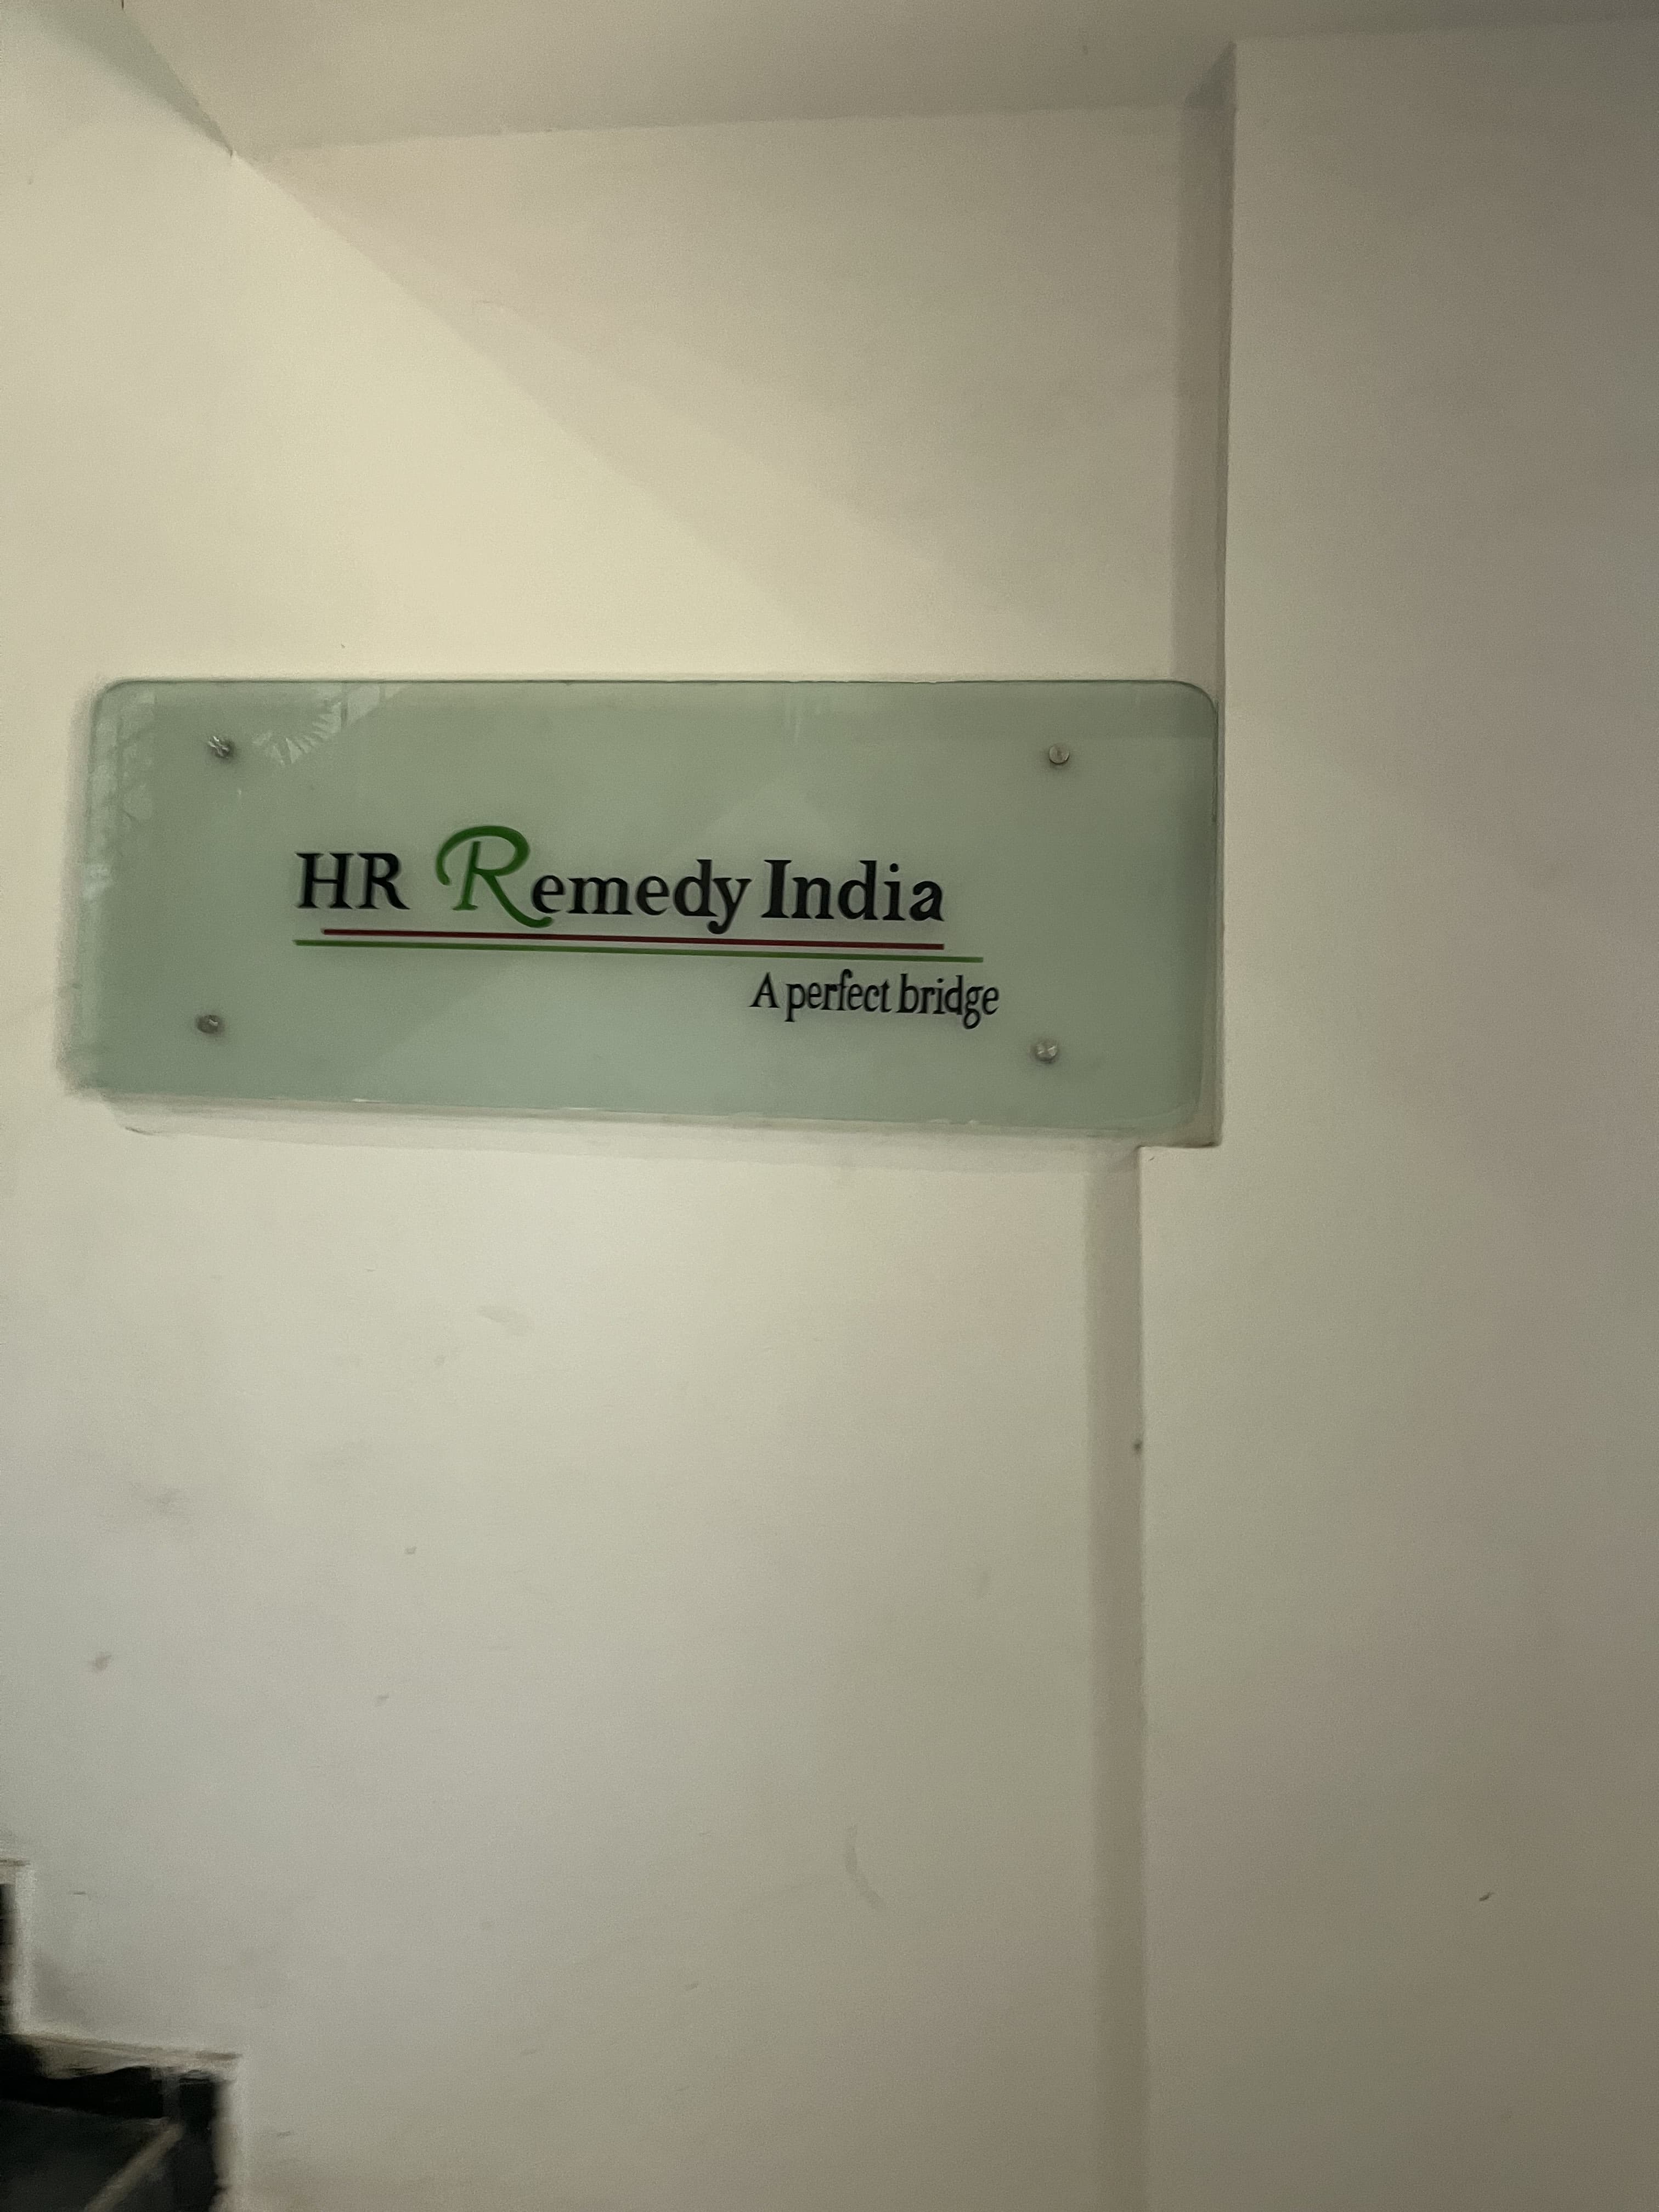 HR Remedy India
A perfect bridge